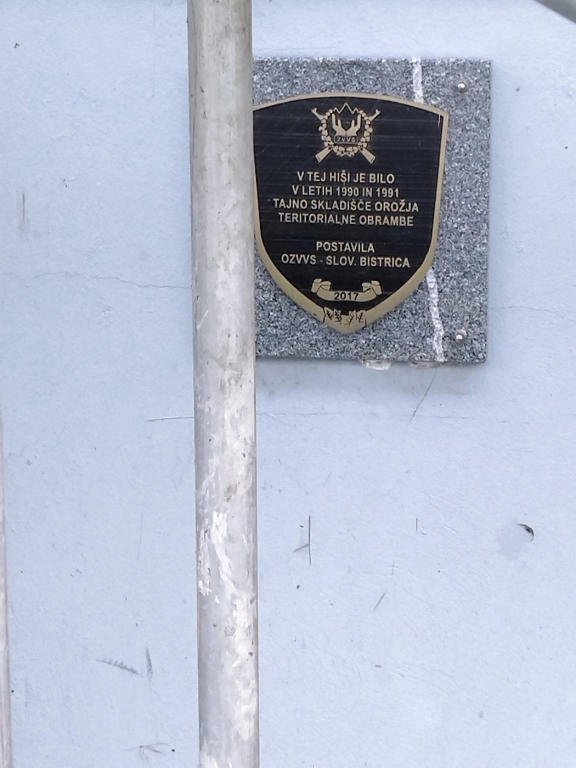 OZVVS
V TEJ HIŠI JE BILO
V LETIH 1990 IN 1991
TAJNO SKLADIŠČE OROŽJA
TERITORIALNE OBRAMBE
POSTAVILA
OZVVS - SLOV. BISTRICA
2017